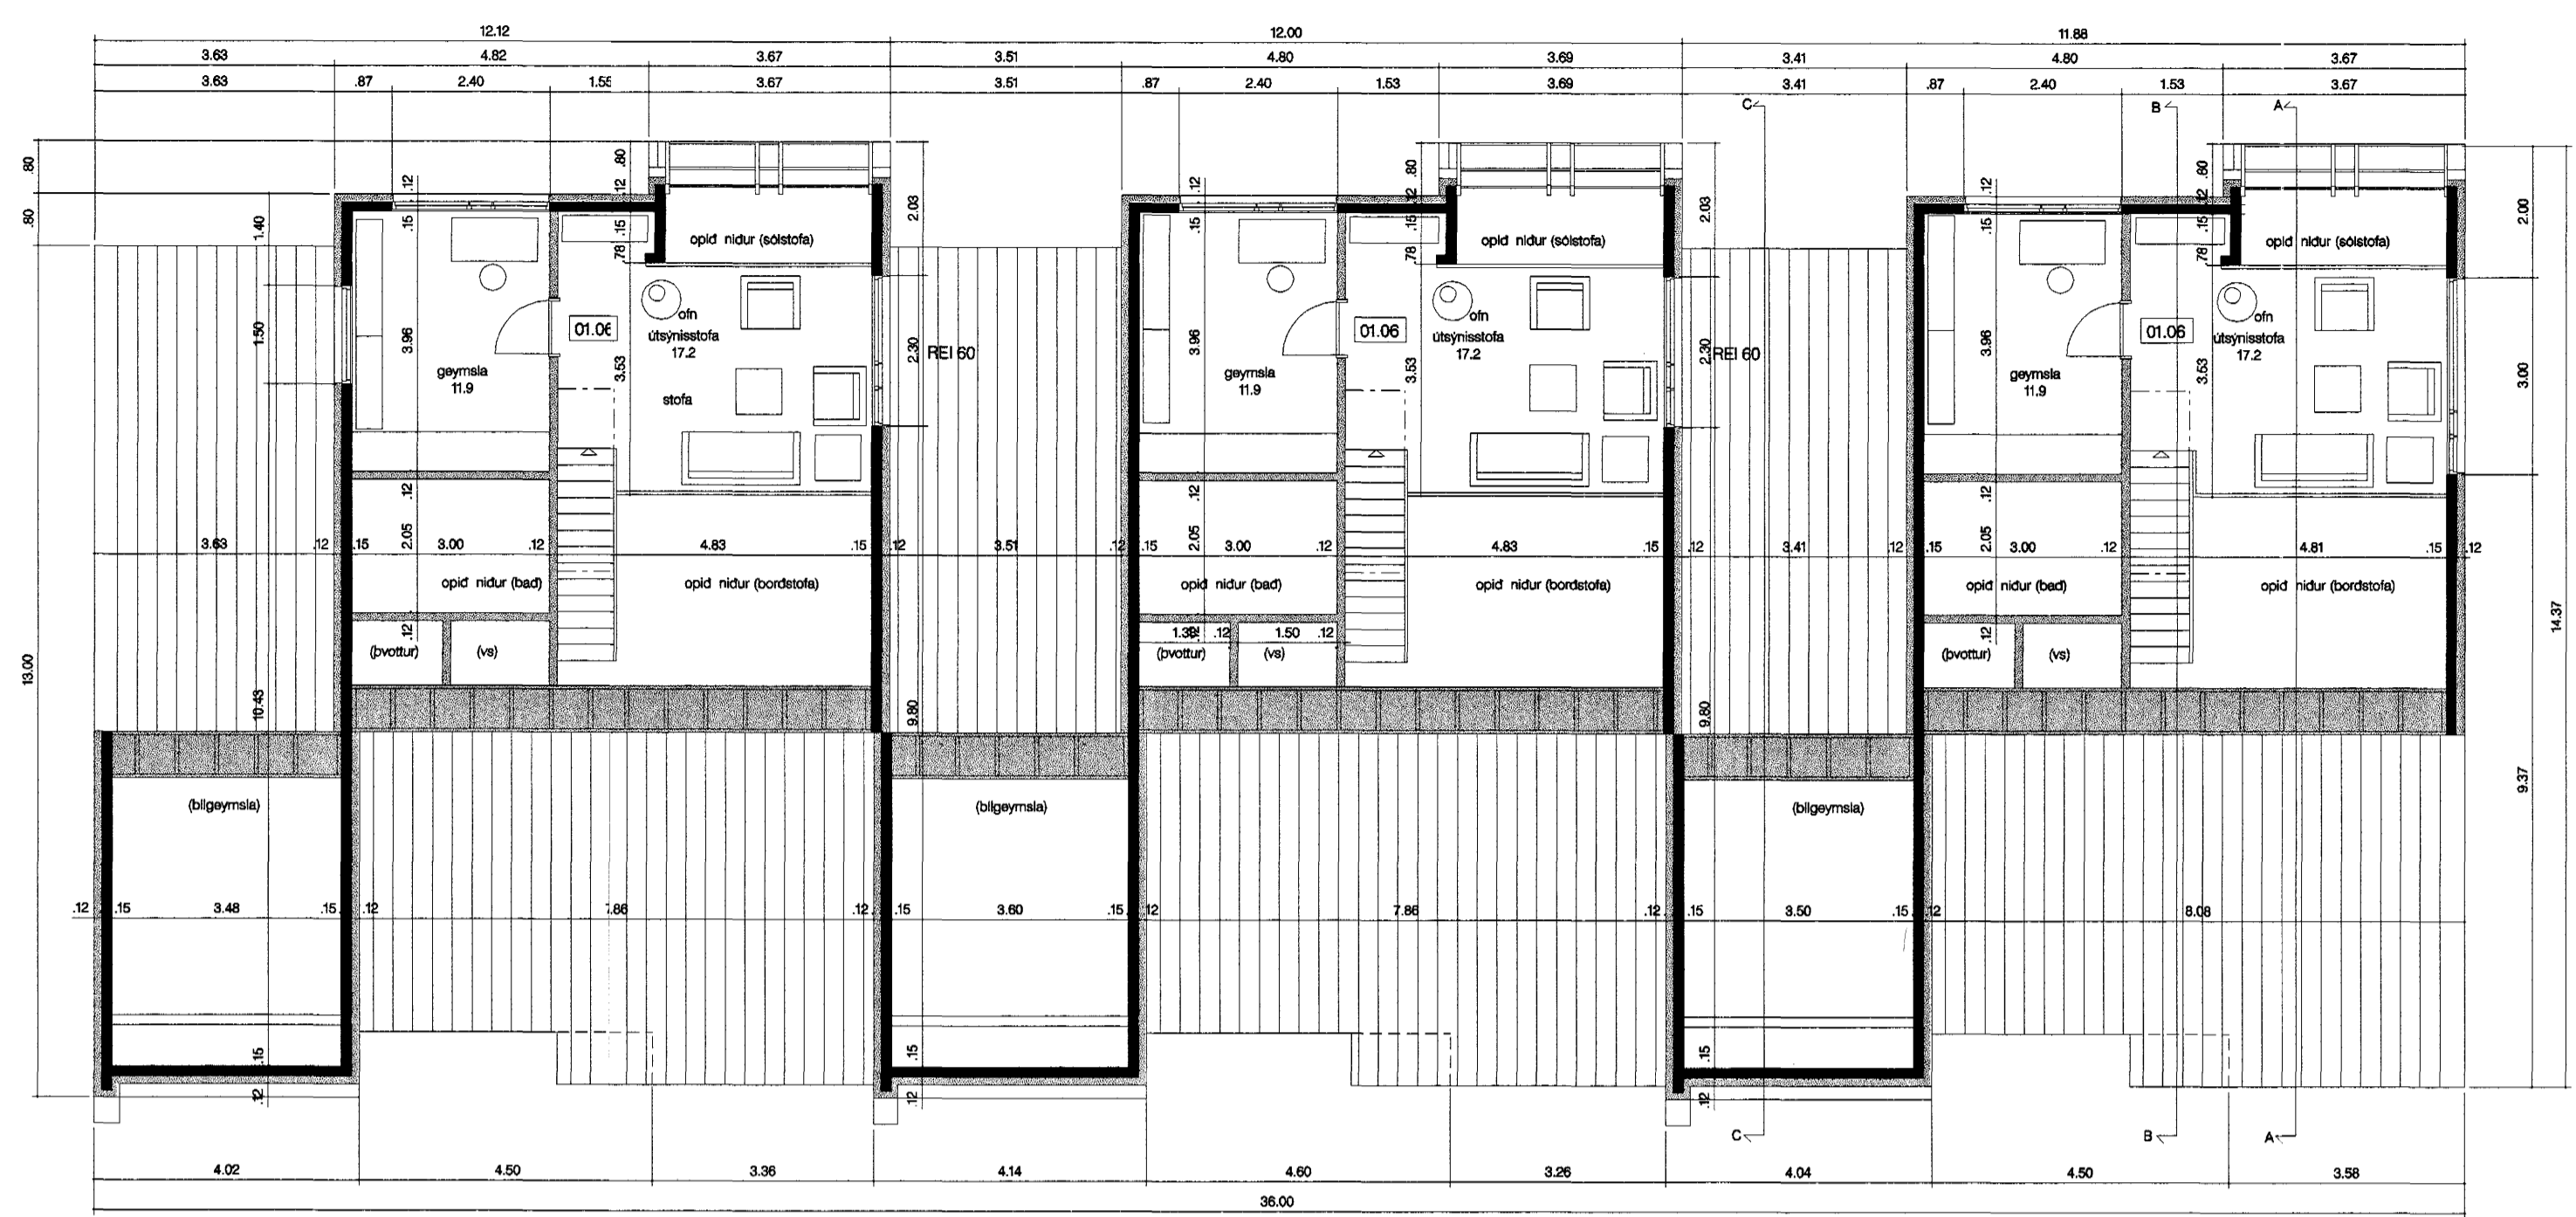 12.12 12.00 11.88
3.63 4.82 3.67 3.51 4.80 3.69 3.41 4.80 3.67
3.63 .87 2.40 1.55 3.67 3.51 .87 2.40 1.53 3.69 3.41 .87 2.40 1.53 3.67
C B A
.80 .80 .80 .80
.12 .12 .12 .12 .12 .12
.80 1.40 .15 .15 2.03 .15 .15 2.03 .15 .15 2.00
opið niður (sólstofa) opið niður (sólstofa) opið niður (sólstofa)
.78 .78 .78
ofn ofn ofn
01.06 01.06 01.06
útsýnisstofa útsýnisstofa útsýnisstofa
17.2 17.2 17.2
1.50 3.96 3.53 2.30 REI 60 3.96 3.53 2.30 REI 60 3.96 3.53 3.00
geymsla geymsla geymsla
11.9 11.9 11.9
stofa
.12 .12 .12
2.05 2.05 2.05
3.63 .12 .15 3.00 .12 4.83 .15 .12 3.51 .12 .15 3.00 .12 4.83 .15 .12 3.41 .12 .15 3.00 .12 4.81 .15 .12
opið niður (bað) opið niður (borðstofa) opið niður (bað) opið niður (borðstofa) opið niður (bað) opið niður (borðstofa)
14.37
.12 .12 1.50 .12 .12
(þvottur) (vs) (þvottur) (vs) (þvottur) (vs)
13.00
10.43 9.80 9.80
9.37
(bílgeymsla) (bílgeymsla) (bílgeymsla)
.12 .15 3.48 .15 .12 7.86 .12 .15 3.60 .15 .12 7.86 .12 .15 3.50 .15 .12 8.08
.15 .15 .15
.12 .12 .12
C B A
4.02 4.50 3.36 4.14 4.60 3.26 4.04 4.50 3.58
36.00